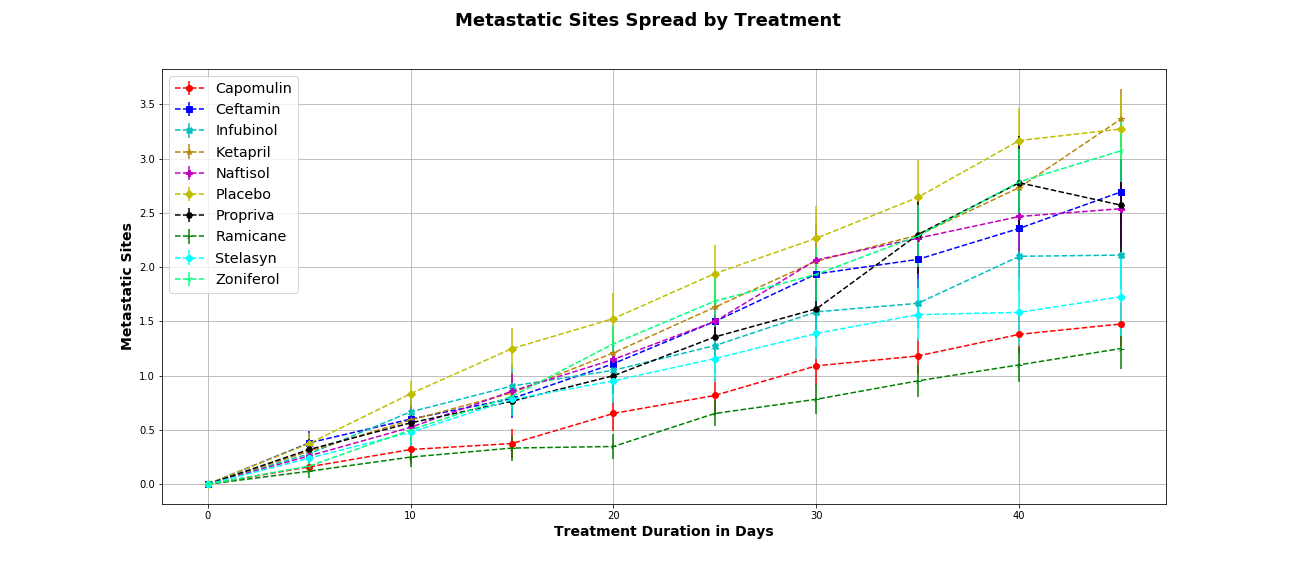 Metastatic Sites Spread by Treatment
Capomulin
Ceftamin
Infubinol
Ketapril
Naftisol
Placebo
Propriva
Ramicane
Stelasyn
Zoniferol
Metastatic Sites
3.5
3.0
2.5
2.0
1.5
1.0
0.5
0.0
0 10 20 30 40
Treatment Duration in Days